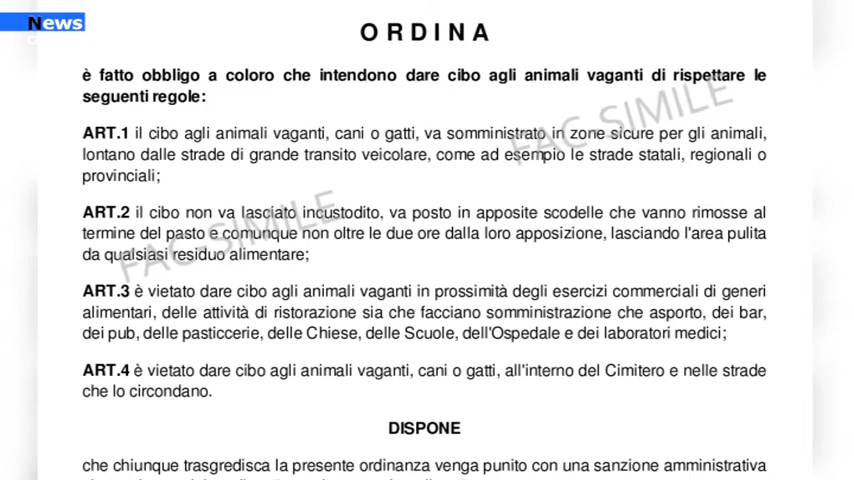 News
ORDINA
è fatto obbligo a coloro che intendono dare cibo agli animali vaganti di rispettare le
seguenti regole:
ART.1 il cibo agli animali vaganti, cani o gatti, va somministrato in zone sicure per gli animali,
lontano dalle strade di grande transito veicolare, come ad esempio le strade statali, regionali o
provinciali;
FAC SIMILE
ART.2 il cibo non va lasciato incustodito, va posto in apposite scodelle che vanno rimosse al
termine del pasto e comunque non oltre le due ore dalla loro apposizione, lasciando l'area pulita
da qualsiasi residuo alimentare;
FAC-SIMILE
ART.3 è vietato dare cibo agli animali vaganti in prossimità degli esercizi commerciali di generi
alimentari, delle attività di ristorazione sia che facciano somministrazione che asporto, dei bar,
dei pub, delle pasticcerie, delle Chiese, delle Scuole, dell'Ospedale e dei laboratori medici;
ART.4 è vietato dare cibo agli animali vaganti, cani o gatti, all'interno del Cimitero e nelle strade
che lo circondano.
DISPONE
che chiunque trasgredisca la presente ordinanza venga punito con una sanzione amministrativa